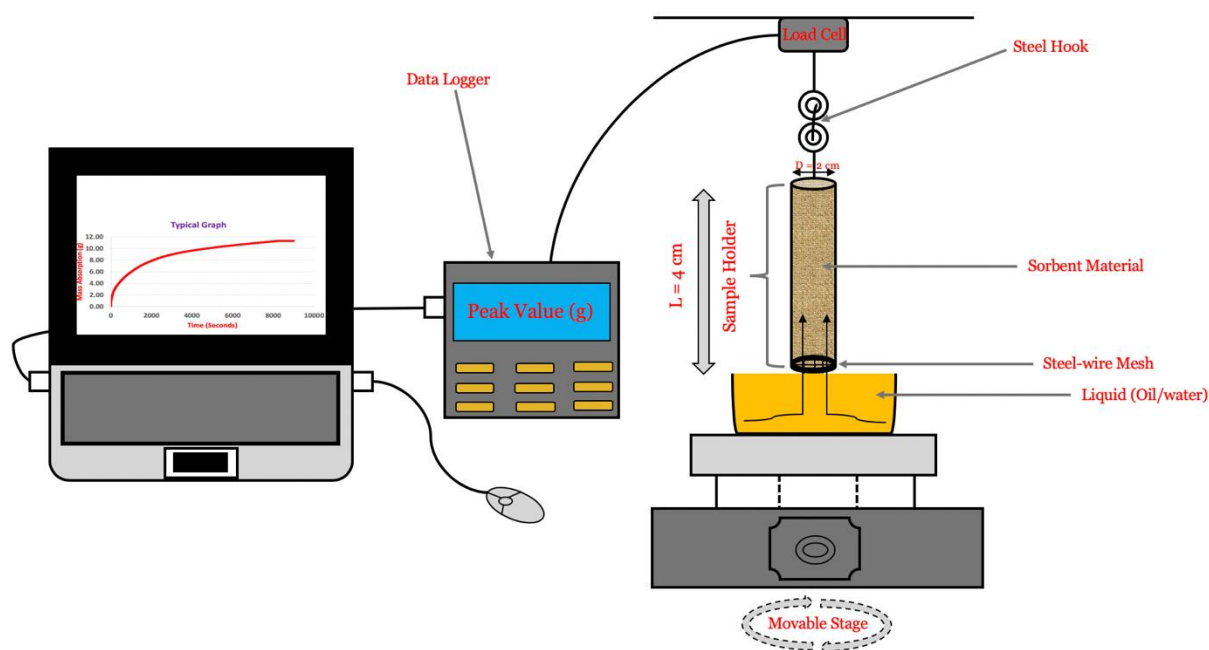 Load Cell
Steel Hook
Data Logger
D = 2 cm
Typical Graph
Mass Absorption (g)
12.00
10.00
8.00
6.00
4.00
2.00
0.00
0
2000
4000
6000
8000
10000
Time (Seconds)
Peak Value (g)
L = 4 cm
Sample Holder
Sorbent Material
Steel-wire Mesh
Liquid (Oil/water)
Movable Stage